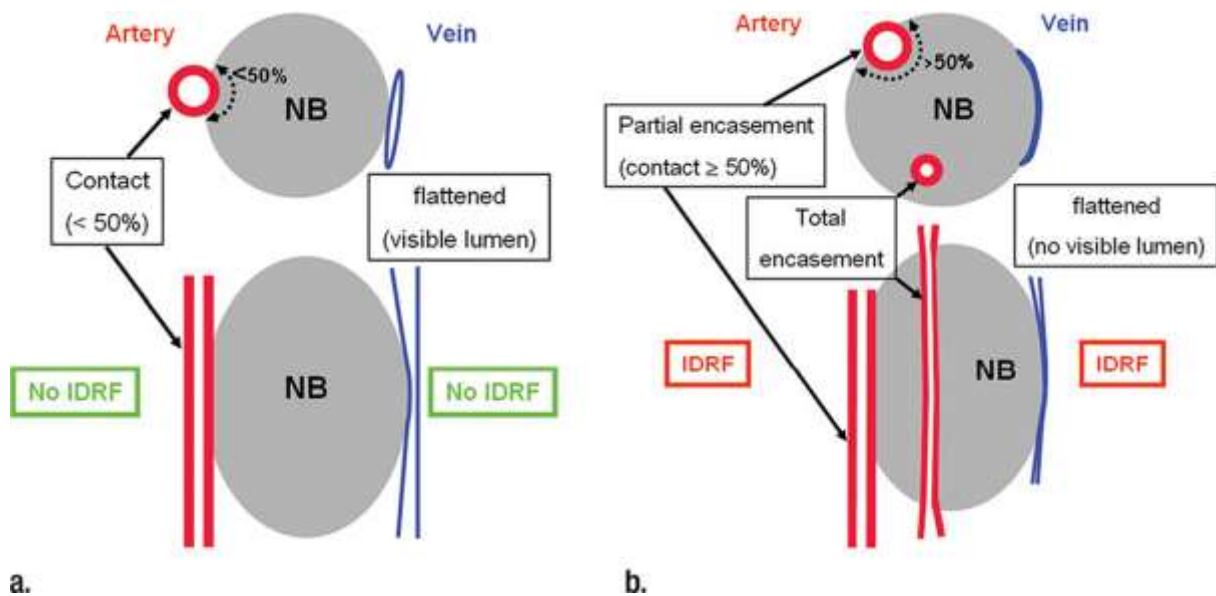 Artery
Vein
<50%
NB
Contact
(< 50%)
flattened
(visible lumen)
No IDRF
NB
No IDRF
a.
Artery
Vein
>50%
NB
Partial encasement
(contact ≥ 50%)
Total
encasement
flattened
(no visible lumen)
IDRF
NB
IDRF
b.